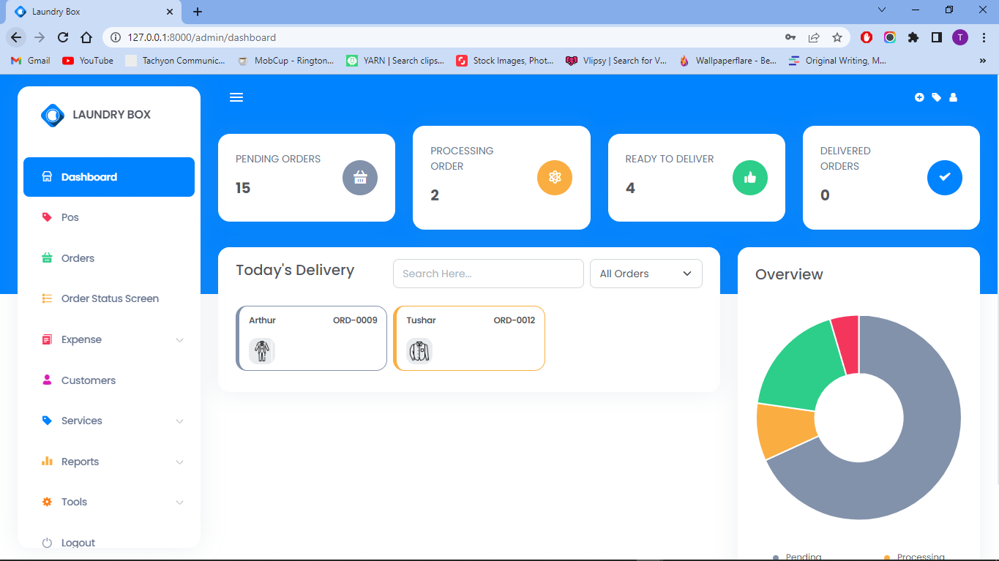 Laundry Box
127.0.0.1:8000/admin/dashboard
T
Gmail
YouTube
Tachyon Communic...
MobCup - Rington...
YARN | Search clips...
Stock Images, Phot...
Vlipsy | Search for V...
Wallpaperflare - Be...
Original Writing, M...
LAUNDRY BOX
Dashboard
Pos
Orders
Order Status Screen
Expense
Customers
Services
Reports
Tools
Logout
PENDING ORDERS
15
PROCESSING
ORDER
2
READY TO DELIVER
4
DELIVERED
ORDERS
0
Today's Delivery
Search Here...
All Orders
Arthur
ORD-0009
Tushar
ORD-0012
Overview
Pending
Processing